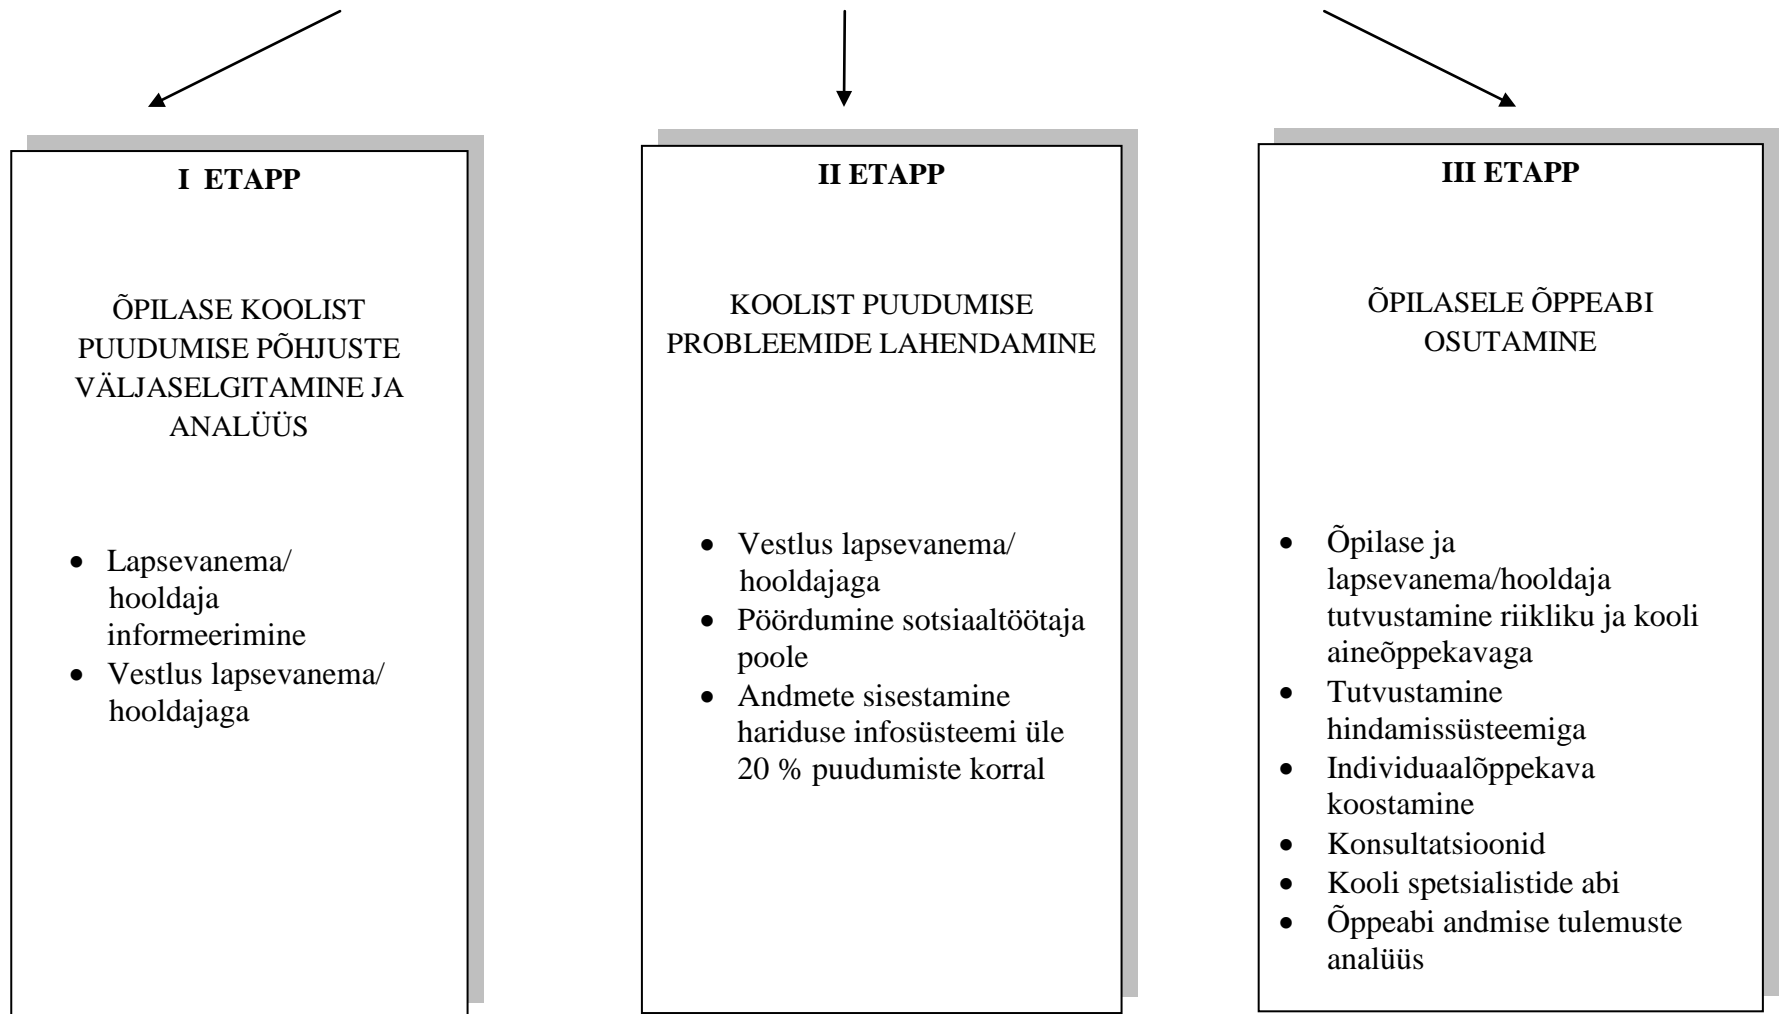 I ETAPP
ÕPILASE KOOLIST
PUUDUMISE PÕHJUSTE
VÄLJASELGITAMINE JA
ANALÜÜS
• Lapsevanema/
hooldaja
informeerimine
• Vestlus lapsevanema/
hooldajaga
II ETAPP
KOOLIST PUUDUMISE
PROBLEEMIDE LAHENDAMINE
• Vestlus lapsevanema/
hooldajaga
• Pöördumine sotsiaaltöötaja
poole
• Andmete sisestamine
hariduse infosüsteemi üle
20 % puudumiste korral
III ETAPP
ÕPILASELE ÕPPEABI
OSUTAMINE
• Õpilase ja
lapsevanema/hooldaja
tutvustamine riikliku ja kooli
aineõppekavaga
• Tutvustamine
hindamissüsteemiga
• Individuaalõppekava
koostamine
• Konsultatsioonid
• Kooli spetsialistide abi
• Õppeabi andmise tulemuste
analüüs